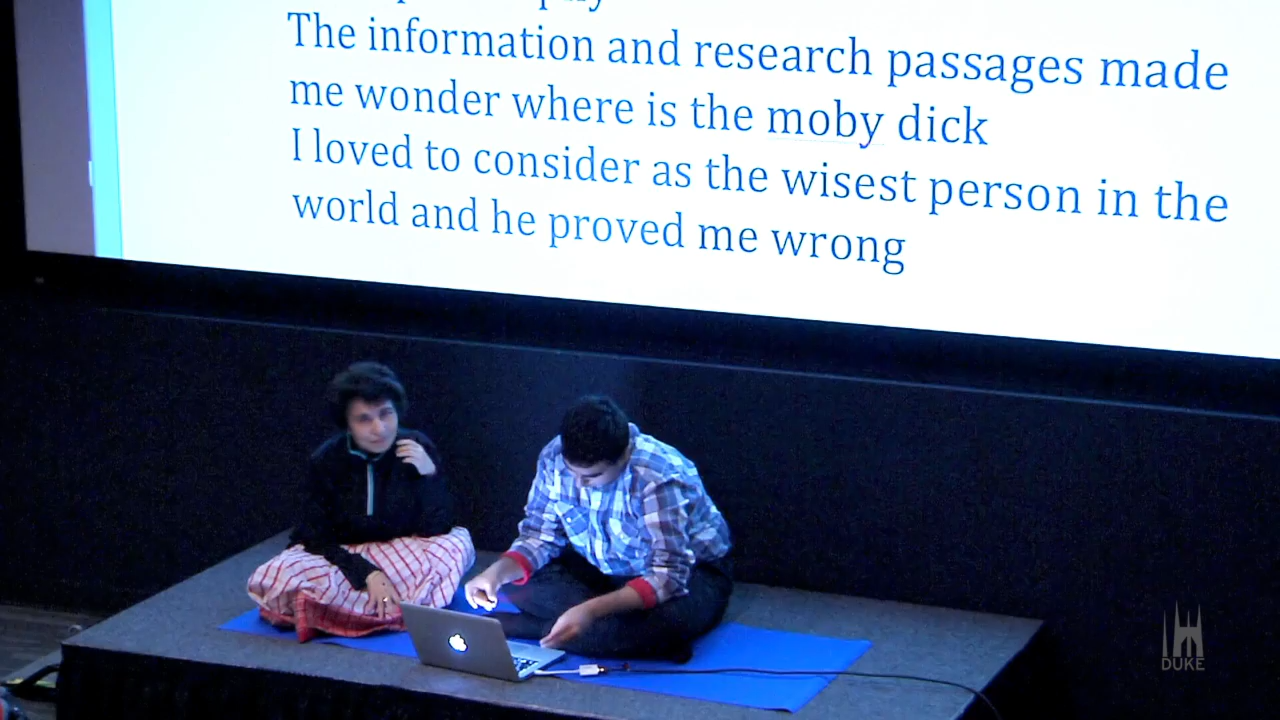 The information and research passages made
me wonder where is the moby dick
I loved to consider as the wisest person in the
world and he proved me wrong
DUKE